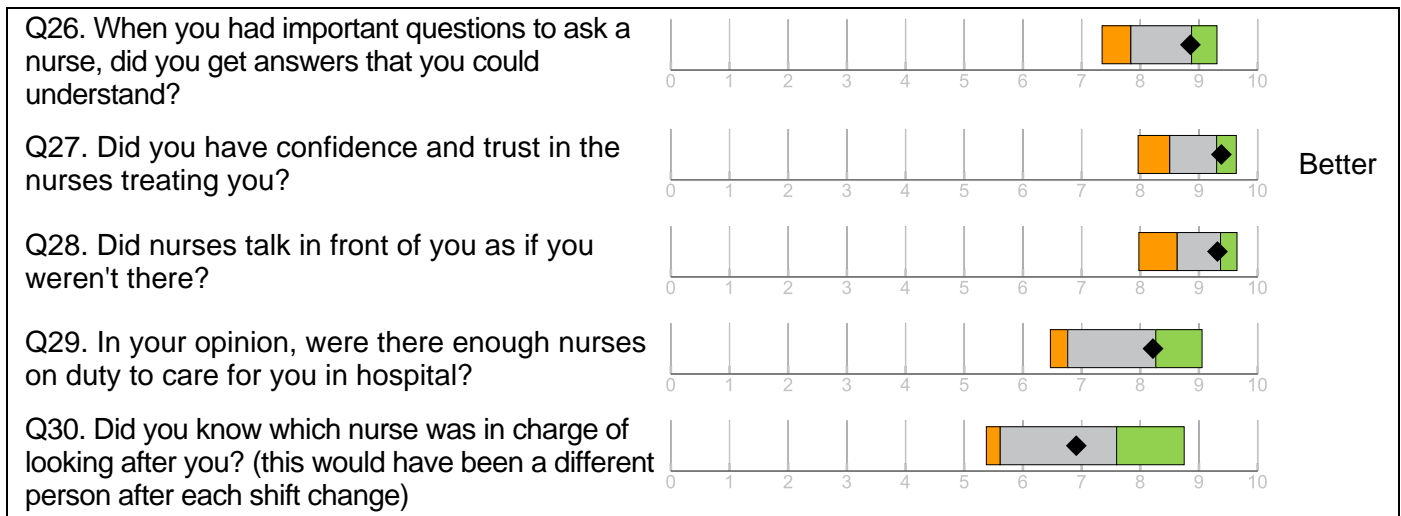 Q26. When you had important questions to ask a
nurse, did you get answers that you could
understand?
0 1 2 3 4 5 6 7 8 9 10
Q27. Did you have confidence and trust in the
nurses treating you?
0 1 2 3 4 5 6 7 8 9 10
Better
Q28. Did nurses talk in front of you as if you
weren't there?
0 1 2 3 4 5 6 7 8 9 10
Q29. In your opinion, were there enough nurses
on duty to care for you in hospital?
0 1 2 3 4 5 6 7 8 9 10
Q30. Did you know which nurse was in charge of
looking after you? (this would have been a different
person after each shift change)
0 1 2 3 4 5 6 7 8 9 10